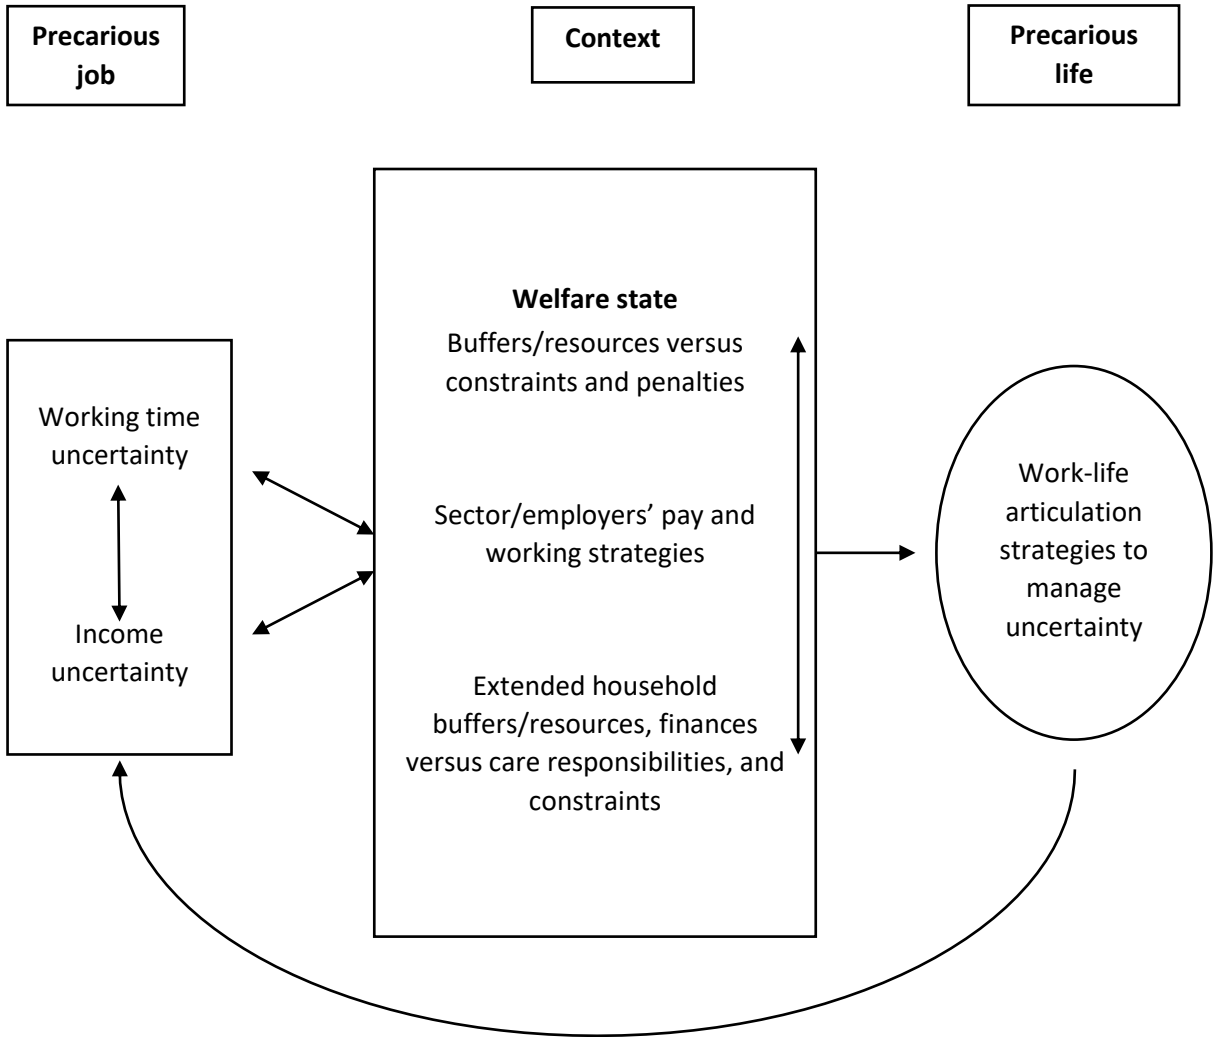 Precarious
job
Context
Precarious
life
Working time
uncertainty
Income
uncertainty
Welfare state
Buffers/resources versus
constraints and penalties
Sector/employers’ pay and
working strategies
Extended household
buffers/resources, finances
versus care responsibilities, and
constraints
Work-life
articulation
strategies to
manage
uncertainty